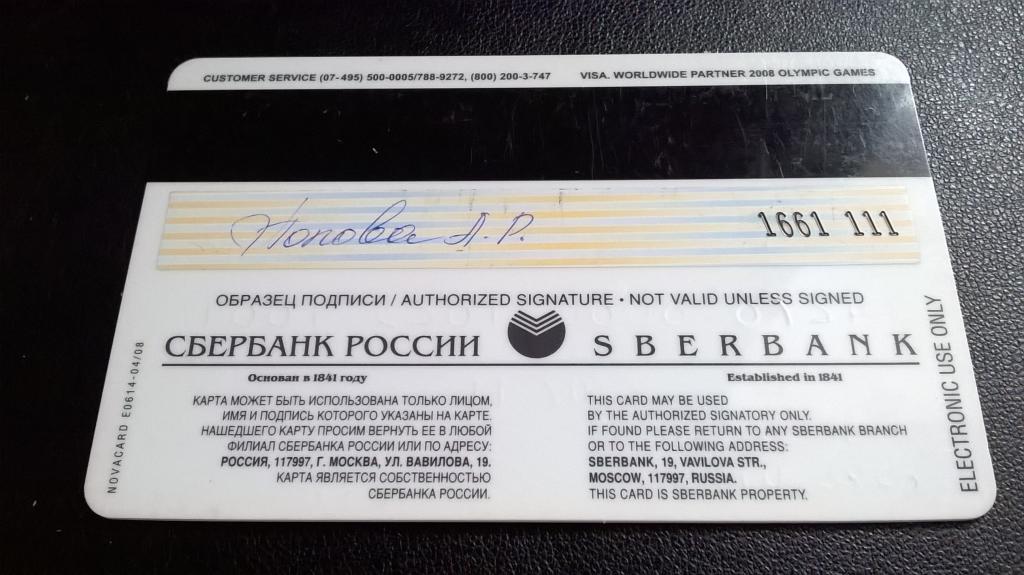 CUSTOMER SERVICE (07-495) 500-0005/788-9272, (800) 200-3-747
VISA. WORLDWIDE PARTNER 2008 OLYMPIC GAMES
Попова А.Р.
1661 111
ОБРАЗЕЦ ПОДПИСИ / AUTHORIZED SIGNATURE • NOT VALID UNLESS SIGNED
СБЕРБАНК РОССИИ
SBERBANK
Основан в 1841 году
Established in 1841
КАРТА МОЖЕТ БЫТЬ ИСПОЛЬЗОВАНА ТОЛЬКО ЛИЦОМ,
ИМЯ И ПОДПИСЬ КОТОРОГО УКАЗАНЫ НА КАРТЕ.
НАШЕДШЕГО КАРТУ ПРОСИМ ВЕРНУТЬ ЕЕ В ЛЮБОЙ
ФИЛИАЛ СБЕРБАНКА РОССИИ ИЛИ ПО АДРЕСУ:
РОССИЯ, 117997, Г. МОСКВА, УЛ. ВАВИЛОВА, 19.
КАРТА ЯВЛЯЕТСЯ СОБСТВЕННОСТЬЮ
СБЕРБАНКА РОССИИ.
THIS CARD MAY BE USED
BY THE AUTHORIZED SIGNATORY ONLY.
IF FOUND PLEASE RETURN TO ANY SBERBANK BRANCH
OR TO THE FOLLOWING ADDRESS:
SBERBANK, 19, VAVILOVA STR.,
MOSCOW, 117997, RUSSIA.
THIS CARD IS SBERBANK PROPERTY.
NOVACARD E0614-04/08
ELECTRONIC USE ONLY